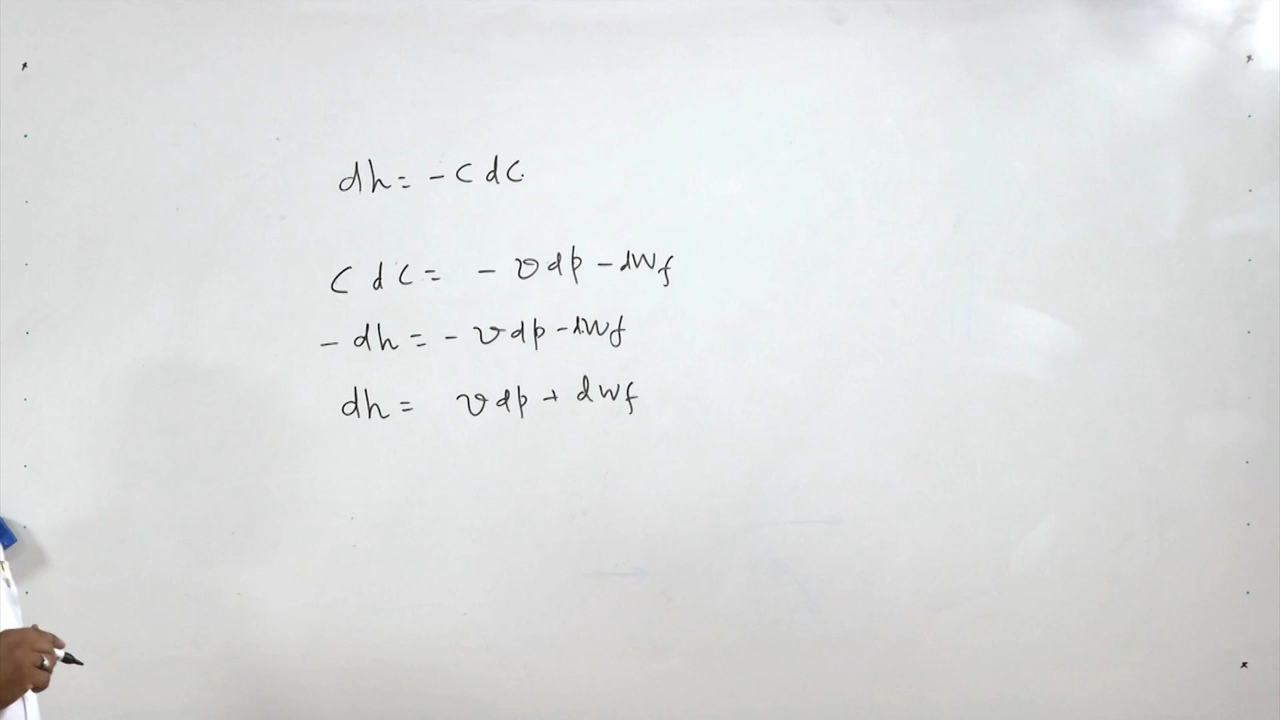 dh = - C dC
C dC = - v dp - dWf
- dh = - v dp - dWf
dh = v dp + dWf